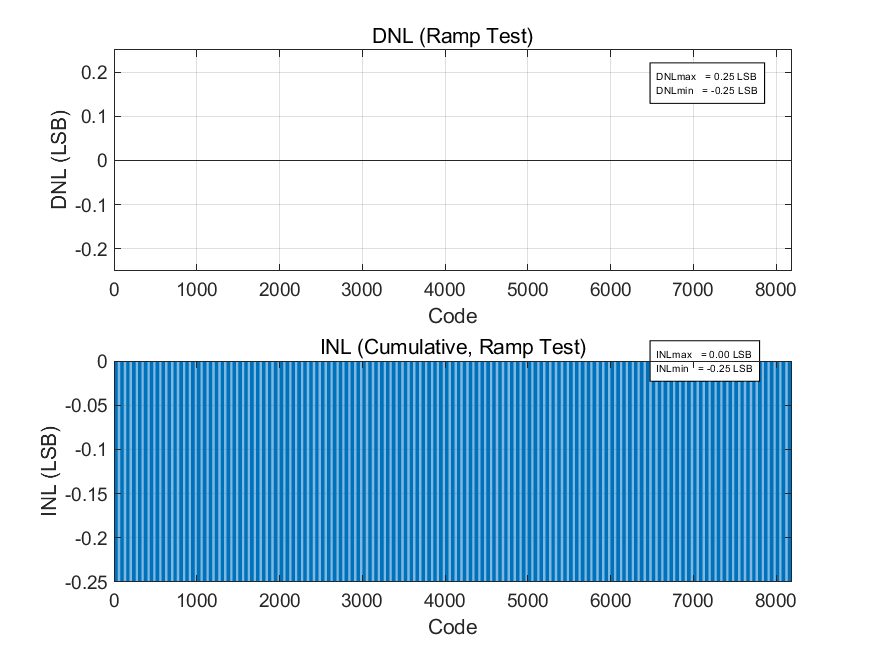 DNL (Ramp Test)
DNLmax = 0.25 LSB
DNLmin = -0.25 LSB
DNL (LSB)
0.2
0.1
0
-0.1
-0.2
0 1000 2000 3000 4000 5000 6000 7000 8000
Code
INL (Cumulative, Ramp Test)
INLmax = 0.00 LSB
INLmin = -0.25 LSB
INL (LSB)
0
-0.05
-0.1
-0.15
-0.2
-0.25
0 1000 2000 3000 4000 5000 6000 7000 8000
Code